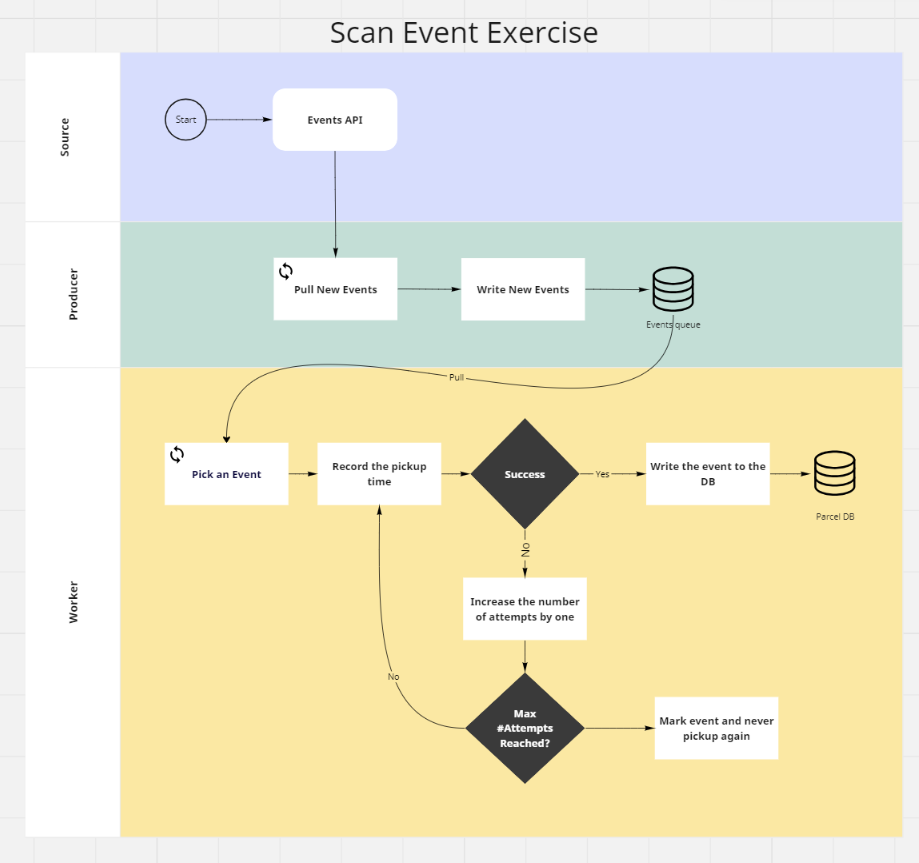 Scan Event Exercise
Source
Start
Events API
Producer
Pull New Events
Write New Events
Events queue
Pull
Worker
Pick an Event
Record the pickup
time
Success
Yes
Write the event to the
DB
Parcel DB
No
Increase the number
of attempts by one
No
Max
#Attempts
Reached?
Mark event and never
pickup again